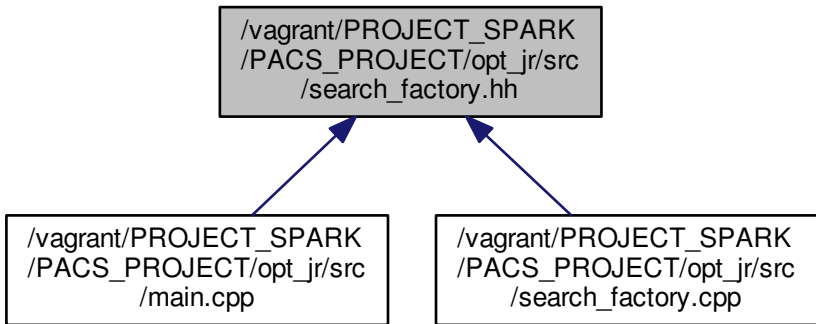 /vagrant/PROJECT_SPARK
/PACS_PROJECT/opt_jr/src
/search_factory.hh
/vagrant/PROJECT_SPARK
/PACS_PROJECT/opt_jr/src
/main.cpp
/vagrant/PROJECT_SPARK
/PACS_PROJECT/opt_jr/src
/search_factory.cpp